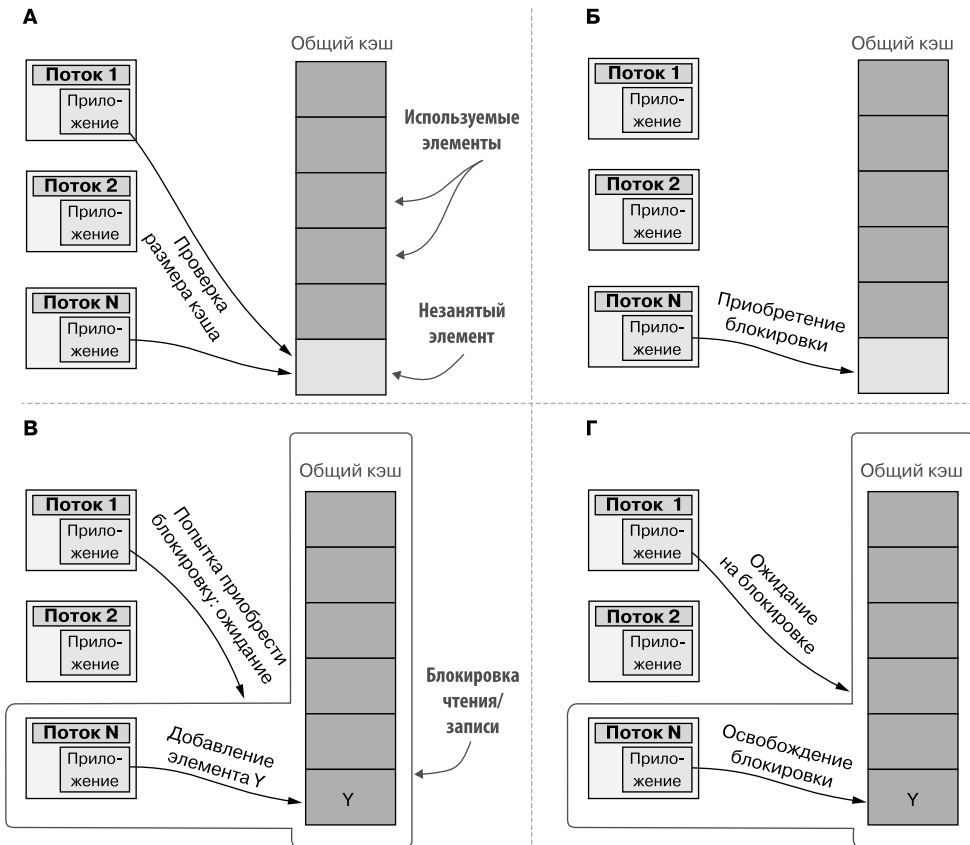 А
Общий кэш
Поток 1
Прило-
жение
Используемые
элементы
Поток 2
Прило-
жение
Проверка
размера кэша
Поток N
Прило-
жение
Незанятый
элемент
Б
Общий кэш
Поток 1
Прило-
жение
Поток 2
Прило-
жение
Поток N
Прило-
жение
Приобретение
блокировки
В
Общий кэш
Поток 1
Прило-
жение
Попытка приобрести
блокировку: ожидание
Поток 2
Прило-
жение
Блокировка
чтения/
записи
Поток N
Прило-
жение
Добавление
элемента Y
Y
Г
Общий кэш
Поток 1
Прило-
жение
Ожидание
на блокировке
Поток 2
Прило-
жение
Поток N
Прило-
жение
Освобождение
блокировки
Y